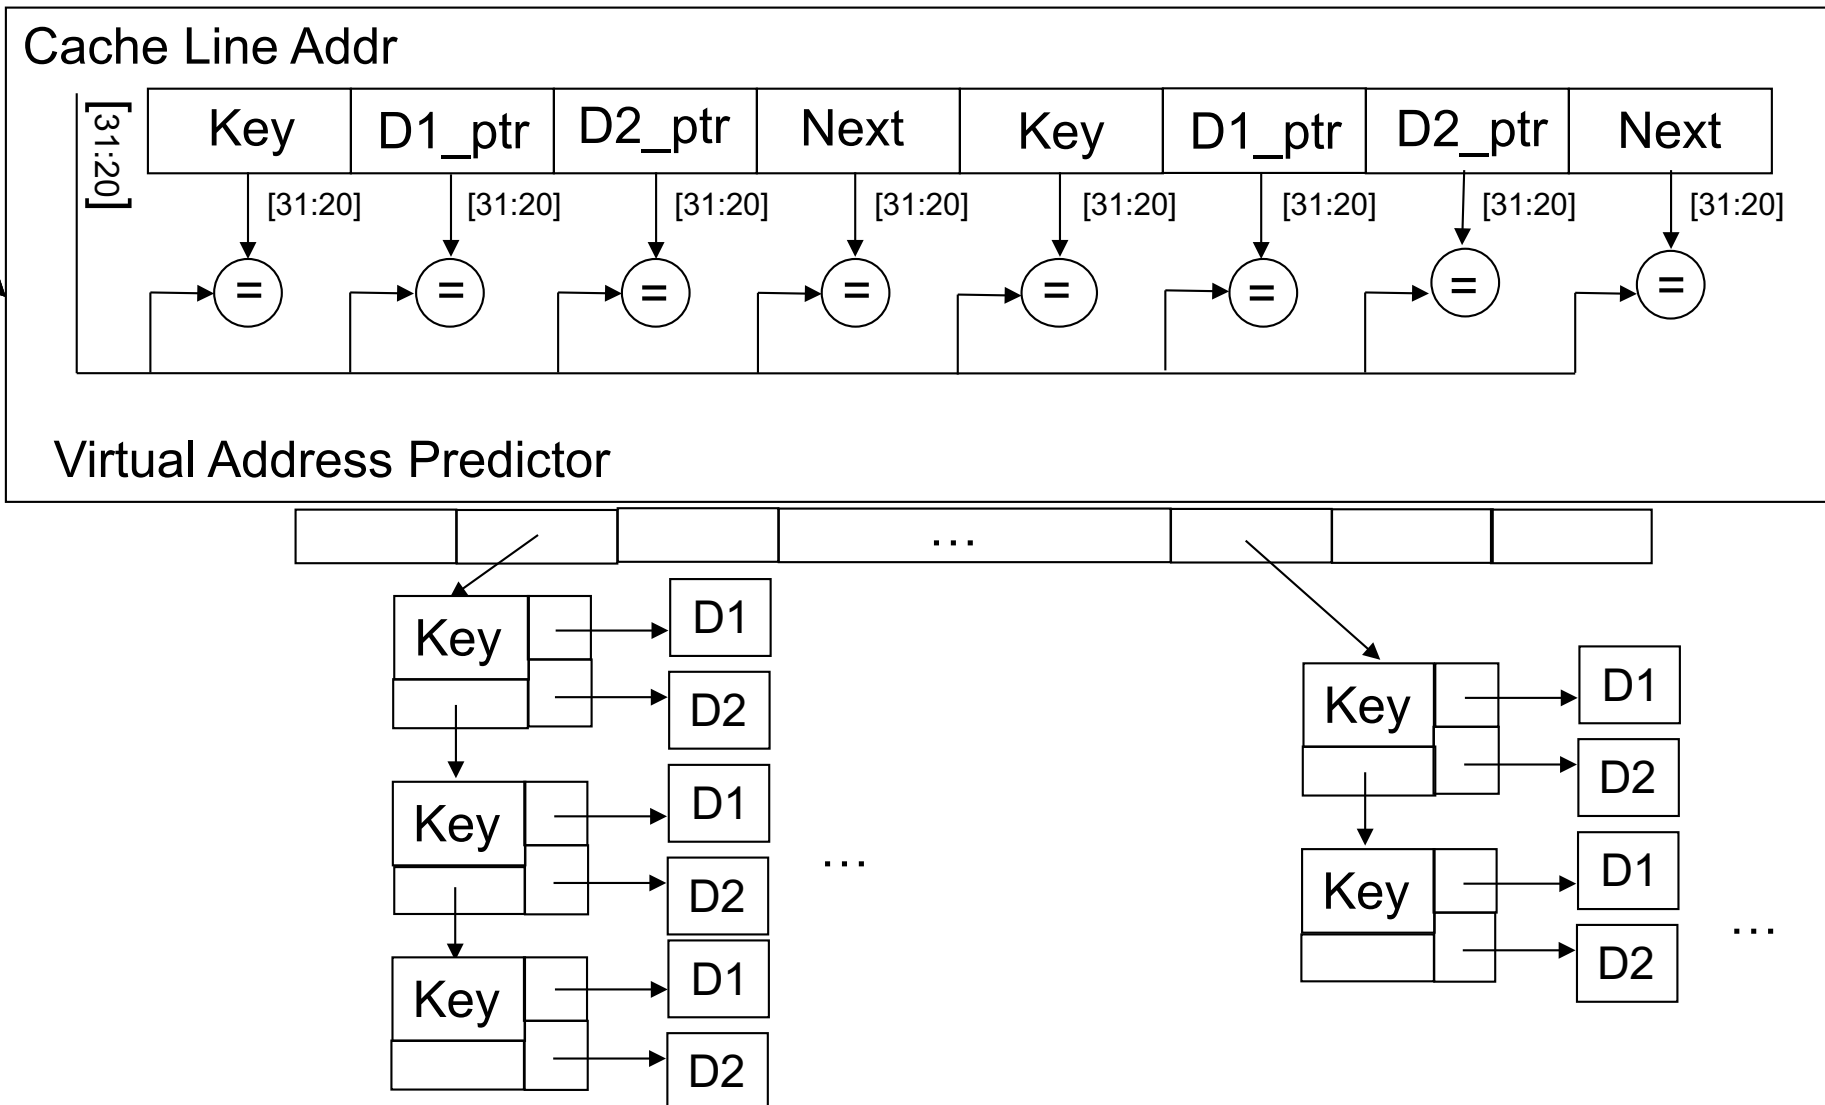 Cache Line Addr
[31:20]
Key D1_ptr D2_ptr Next Key D1_ptr D2_ptr Next
[31:20] [31:20] [31:20] [31:20] [31:20] [31:20] [31:20] [31:20]
= = = = = = = =
Virtual Address Predictor
...
Key D1
D2
Key D1
D2
Key D1
D2
...
Key D1
D2
Key D1
D2
...